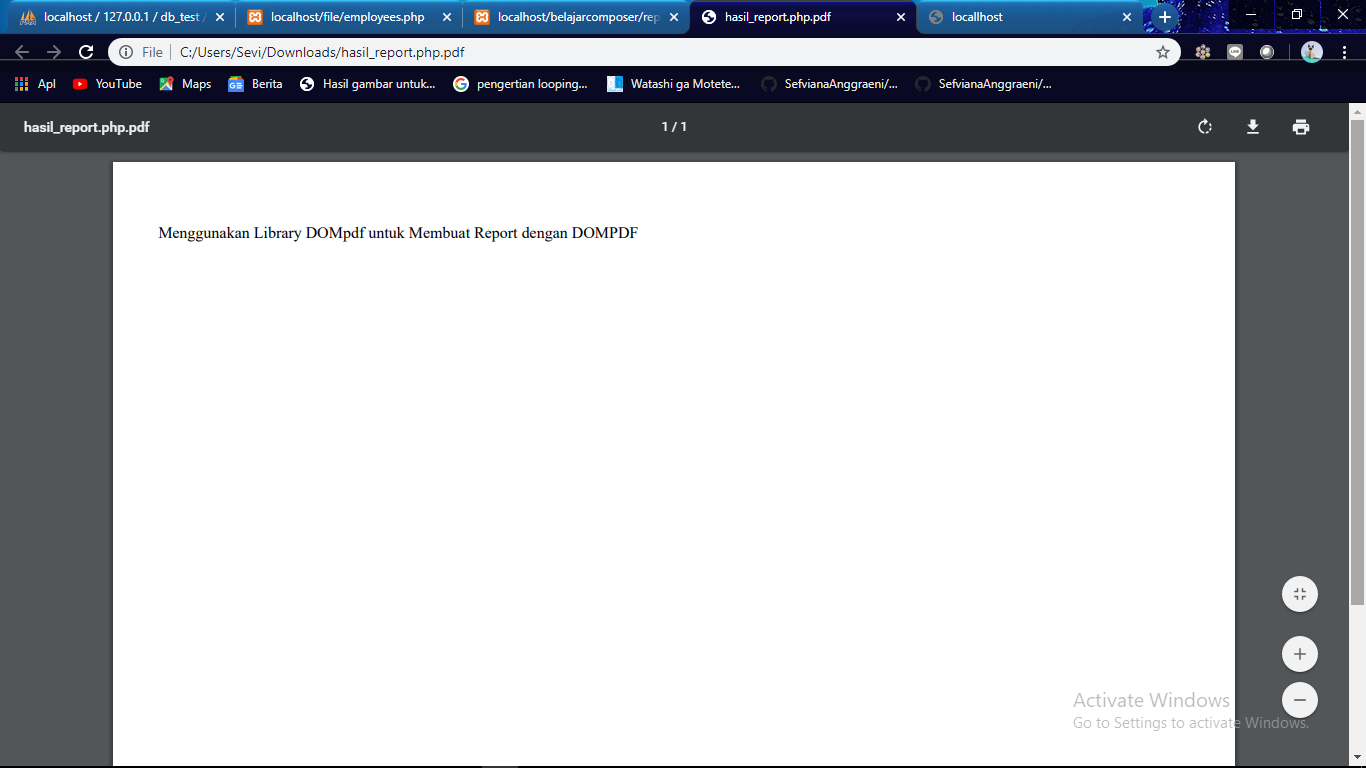 localhost / 127.0.0.1 / db_test /
localhost/file/employees.php
localhost/belajarcomposer/rep
hasil_report.php.pdf
locallhost
File
C:/Users/Sevi/Downloads/hasil_report.php.pdf
Apl
YouTube
Maps
Berita
Hasil gambar untuk...
pengertian looping...
Watashi ga Motete...
SefvianaAnggraeni/...
SefvianaAnggraeni/...
hasil_report.php.pdf
1 / 1
Menggunakan Library DOMpdf untuk Membuat Report dengan DOMPDF
Activate Windows
Go to Settings to activate Windows.